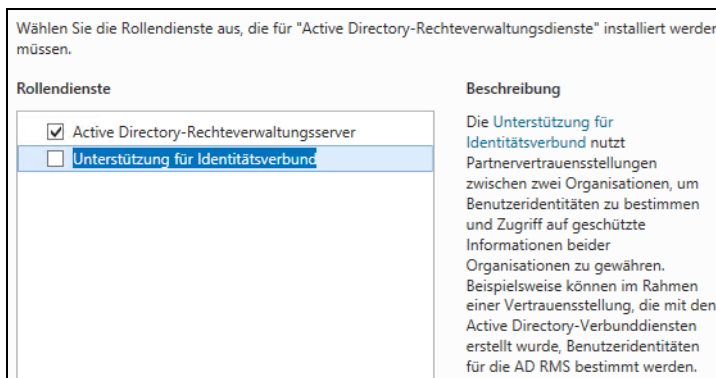 Wählen Sie die Rollendienste aus, die für "Active Directory-Rechteverwaltungsdienste" installiert werden
müssen.
Rollendienste
Active Directory-Rechteverwaltungsserver
Unterstützung für Identitätsverbund
Beschreibung
Die Unterstützung für
Identitätsverbund nutzt
Partnervertrauensstellungen
zwischen zwei Organisationen, um
Benutzeridentitäten zu bestimmen
und Zugriff auf geschützte
Informationen beider
Organisationen zu gewähren.
Beispielsweise können im Rahmen
einer Vertrauensstellung, die mit den
Active Directory-Verbunddiensten
erstellt wurde, Benutzeridentitäten
für die AD RMS bestimmt werden.